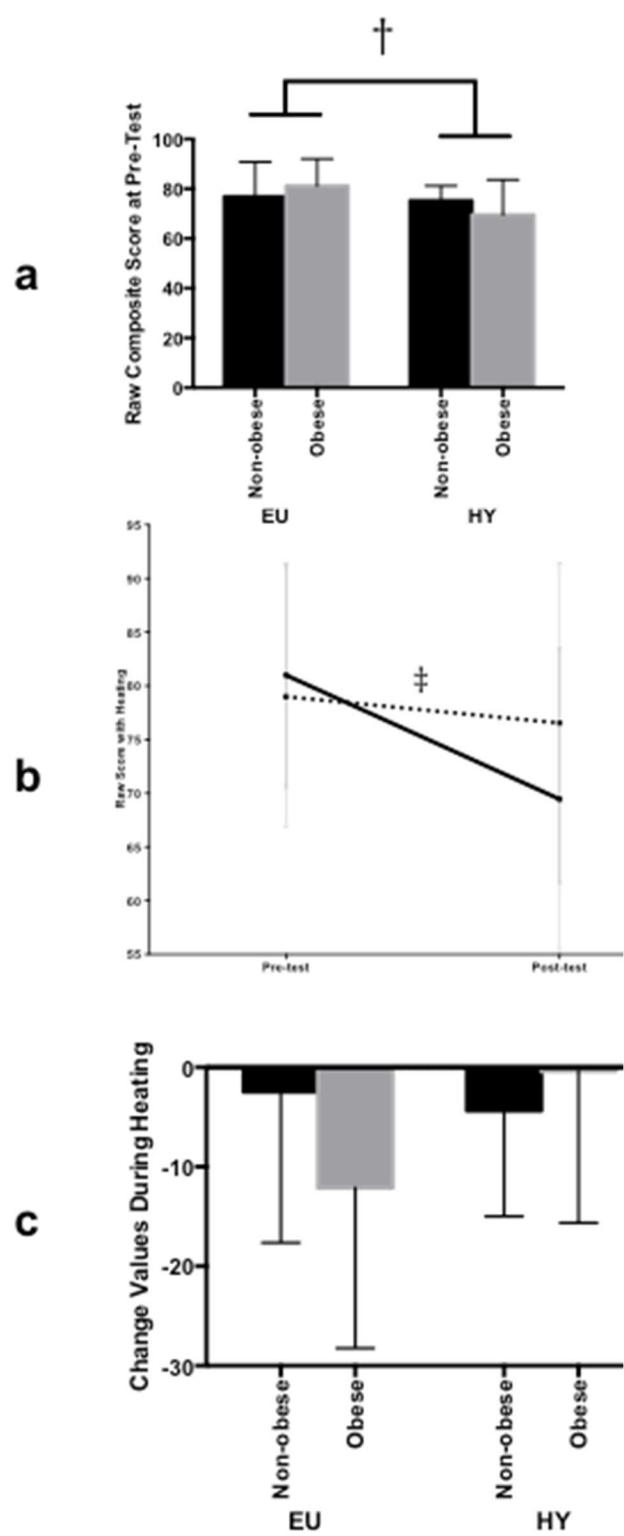 †
a
Raw Composite Score at Pre-Test
100
80
60
40
20
0
Non-obese
Obese
Non-obese
Obese
EU
HY
b
Raw Score with Heating
95
90
85
80
75
70
65
60
55
‡
Pre-test
Post-test
c
Change Values During Heating
0
-10
-20
-30
Non-obese
Obese
Non-obese
Obese
EU
HY